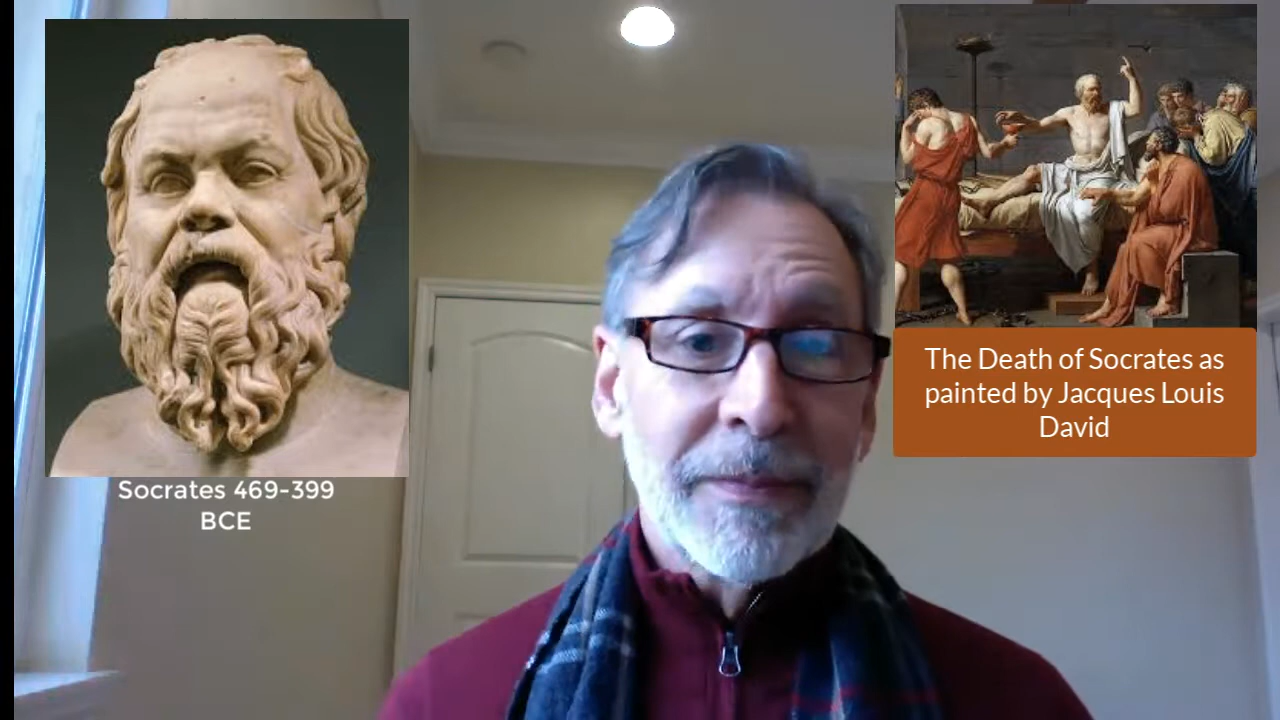 Socrates 469-399
BCE
The Death of Socrates as
painted by Jacques Louis
David